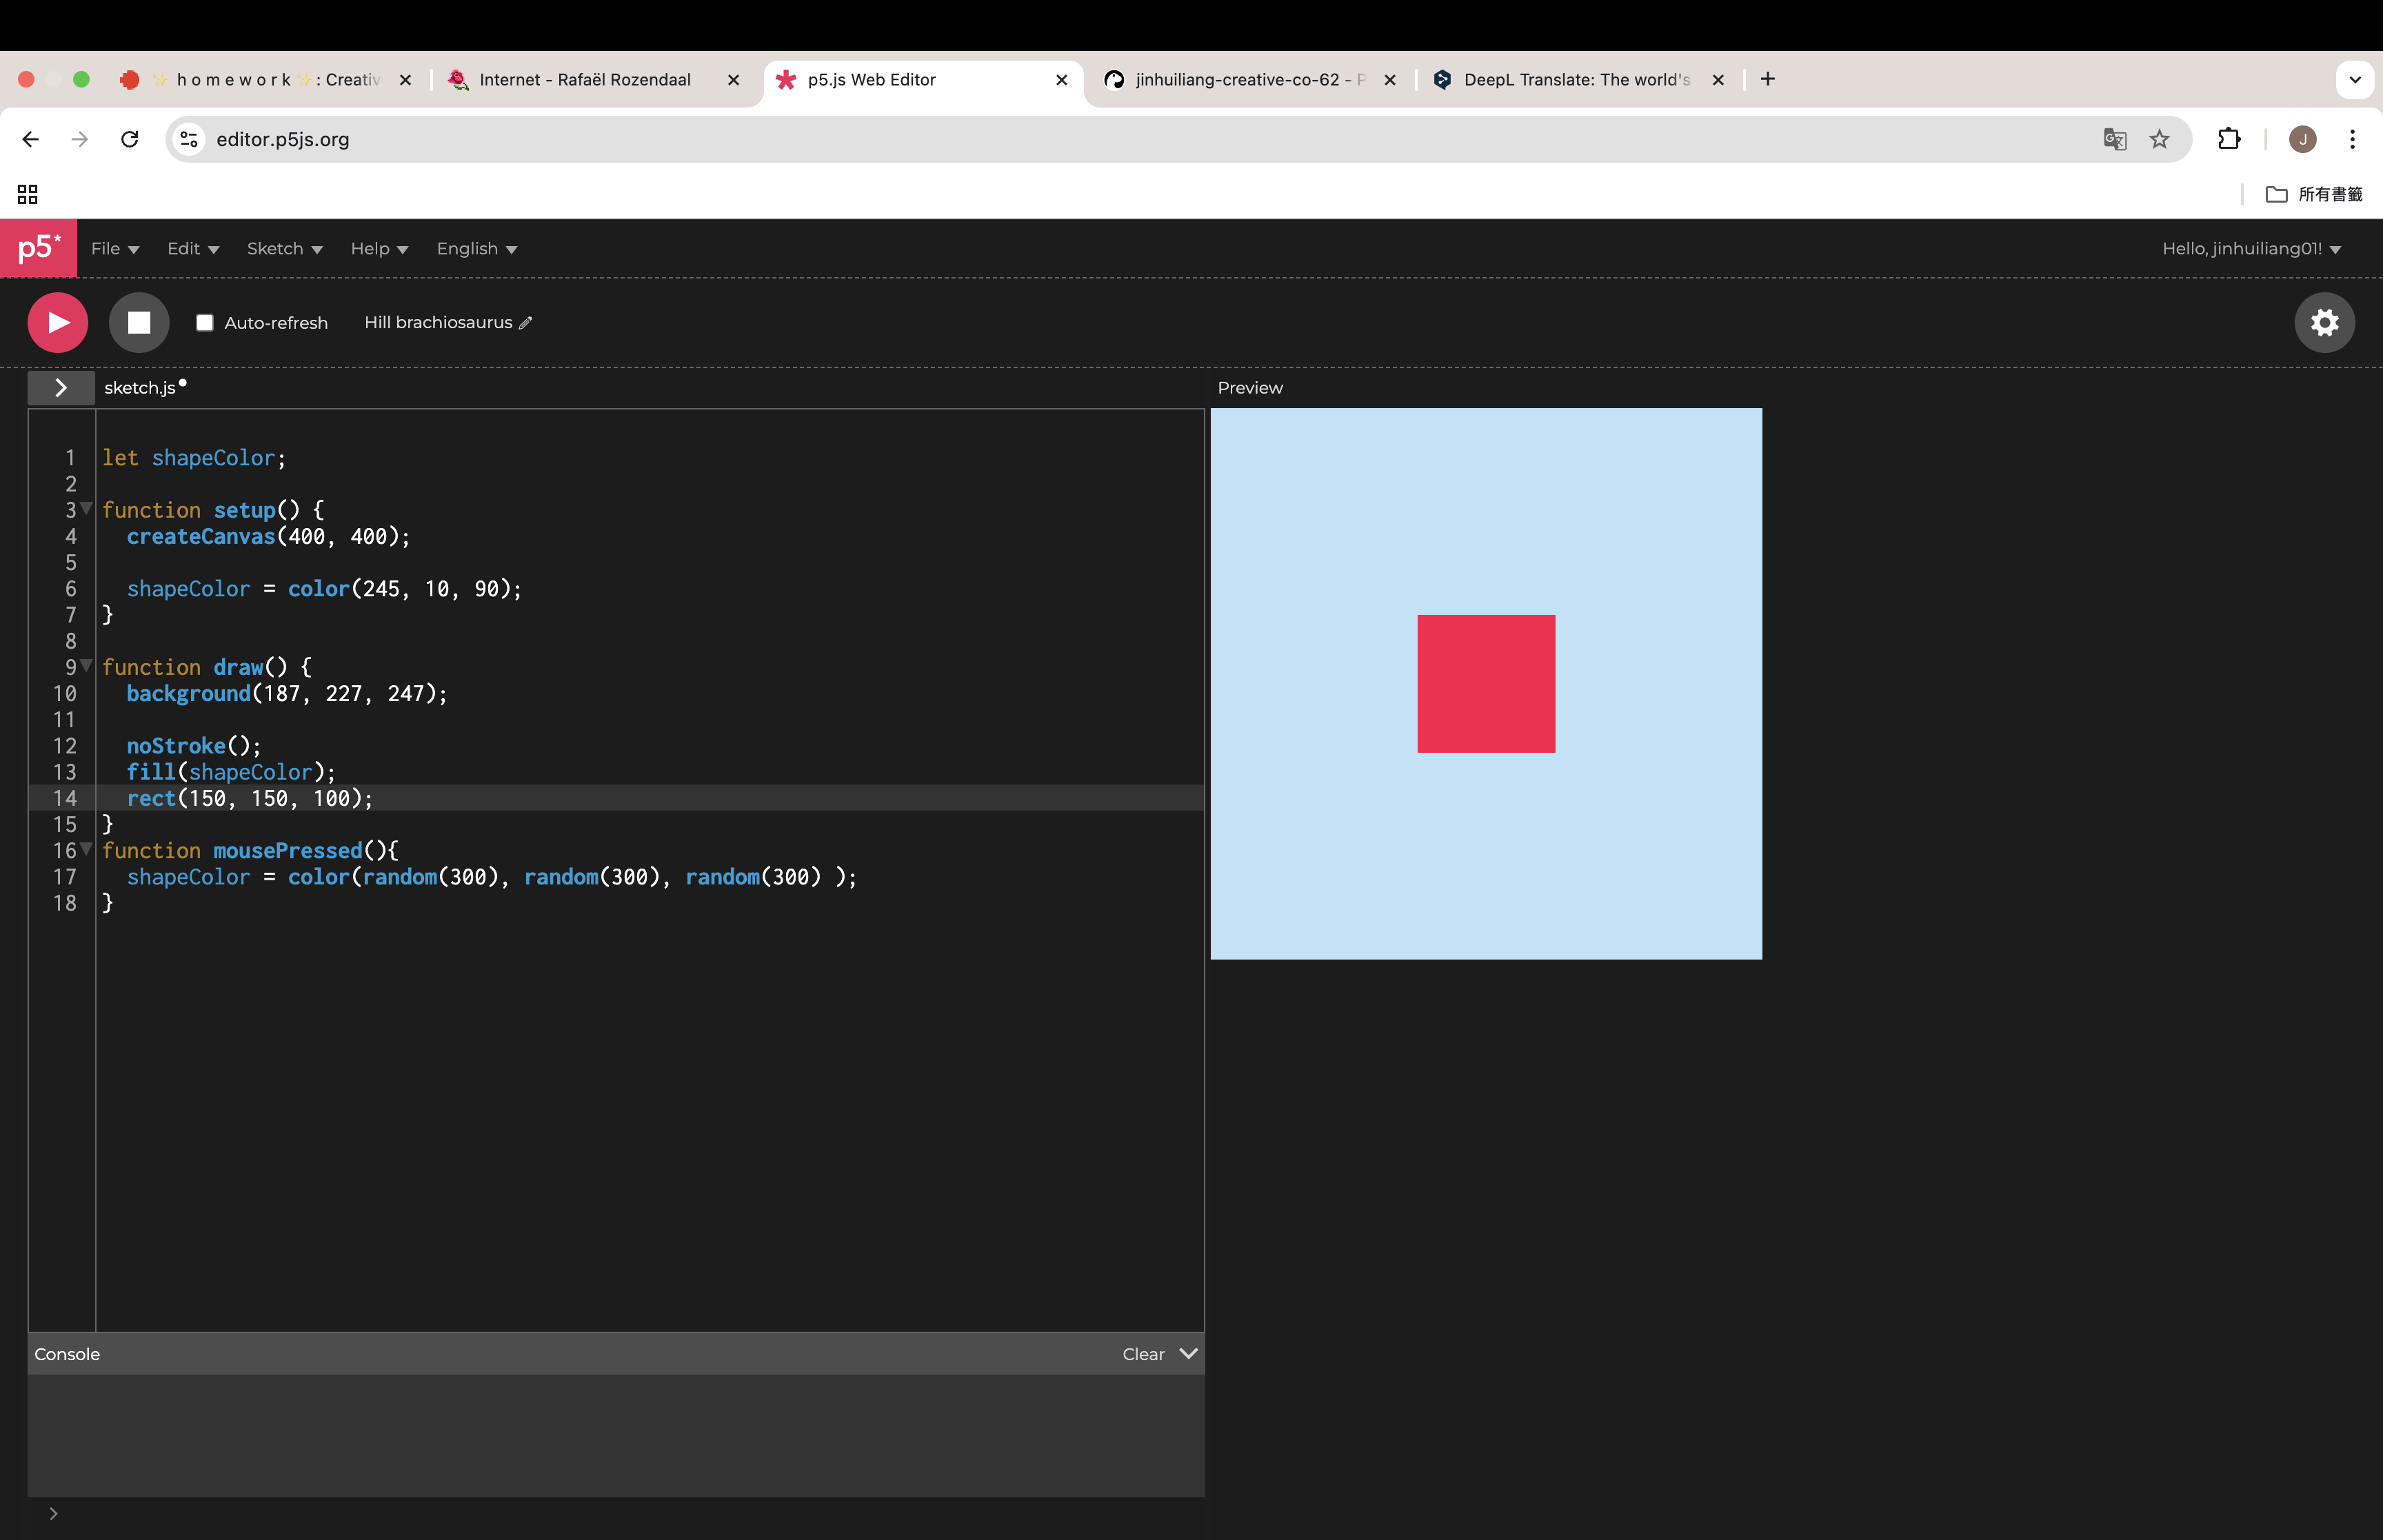 ✨ h o m e w o r k ✨ : Creativ
Internet - Rafaël Rozendaal
p5.js Web Editor
jinhuiliang-creative-co-62 - P
DeepL Translate: The world's
editor.p5js.org
J
所有書籤
p5*
File
Edit
Sketch
Help
English
Hello, jinhuiliang01!
Auto-refresh
Hill brachiosaurus
sketch.js
Preview
1 let shapeColor;
2
3 function setup() {
4 createCanvas(400, 400);
5
6 shapeColor = color(245, 10, 90);
7 }
8
9 function draw() {
10 background(187, 227, 247);
11
12 noStroke();
13 fill(shapeColor);
14 rect(150, 150, 100);
15 }
16 function mousePressed(){
17 shapeColor = color(random(300), random(300), random(300) );
18 }
Console
Clear
>